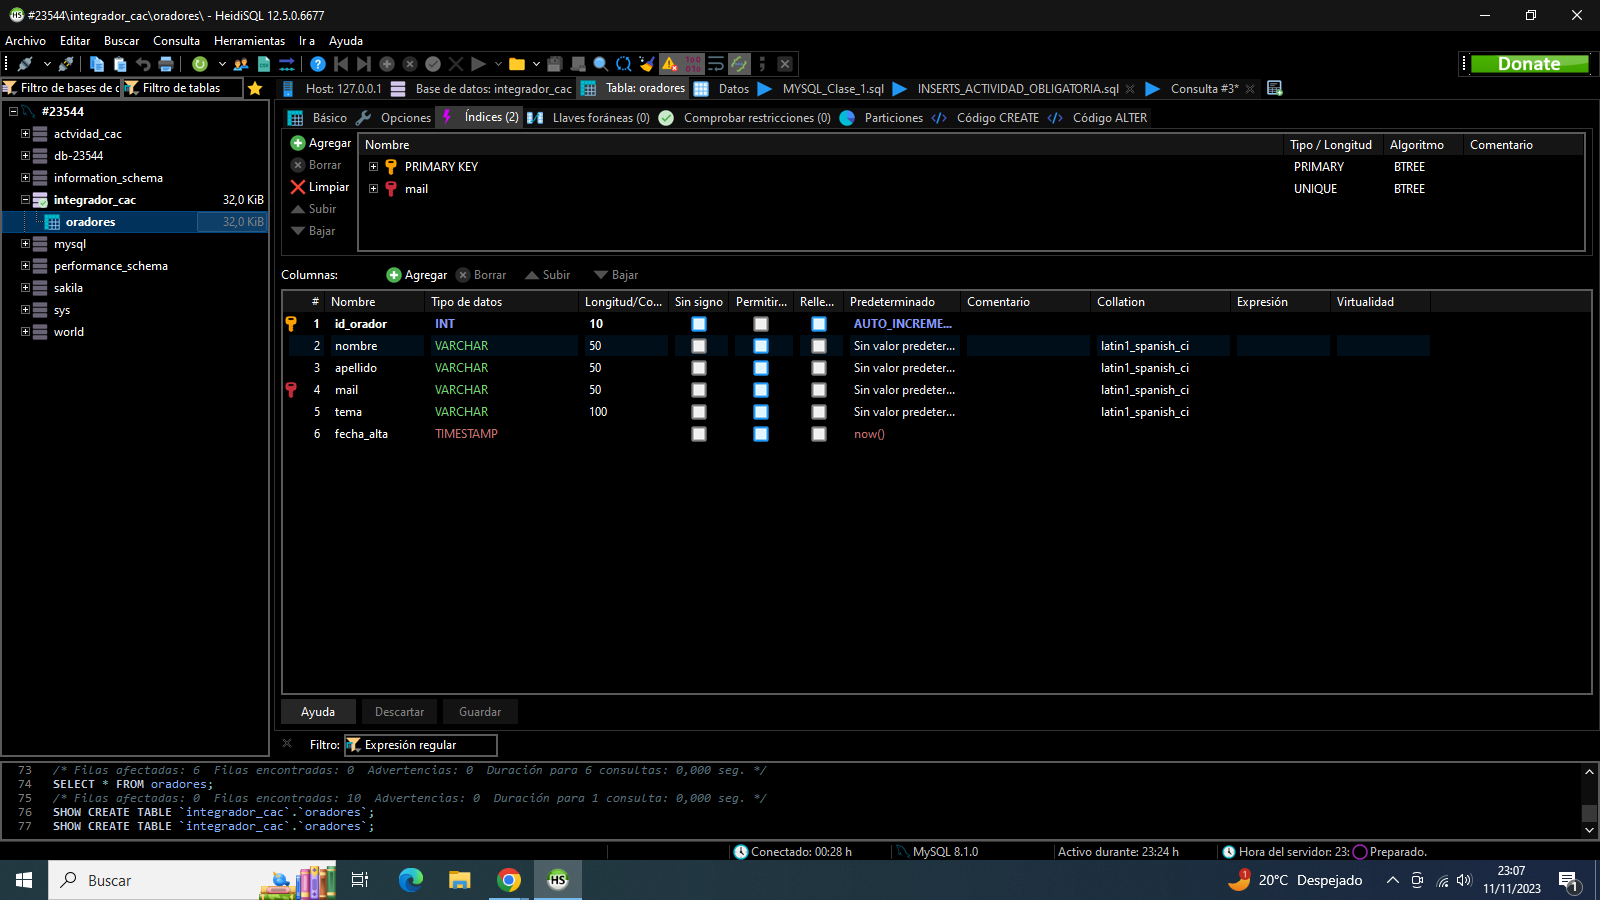 #23544\integrador_cac\oradores\ - HeidiSQL 12.5.0.6677
Archivo Editar Buscar Consulta Herramientas Ir a Ayuda
Donate
Filtro de bases de d Filtro de tablas
Host: 127.0.0.1 Base de datos: integrador_cac Tabla: oradores Datos MYSQL_Clase_1.sql INSERTS_ACTIVIDAD_OBLIGATORIA.sql Consulta #3*
#23544
actvidad_cac
db-23544
information_schema
integrador_cac 32,0 KiB
oradores 32,0 KiB
mysql
performance_schema
sakila
sys
world
Básico Opciones Índices (2) Llaves foráneas (0) Comprobar restricciones (0) Particiones Código CREATE Código ALTER
Agregar
Borrar
Limpiar
Subir
Bajar
Nombre Tipo / Longitud Algoritmo Comentario
PRIMARY KEY PRIMARY BTREE
mail UNIQUE BTREE
Columnas: Agregar Borrar Subir Bajar
# Nombre Tipo de datos Longitud/Co... Sin signo Permitir... Relle... Predeterminado Comentario Collation Expresión Virtualidad
1 id_orador INT 10 AUTO_INCREME...
2 nombre VARCHAR 50 Sin valor predeter... latin1_spanish_ci
3 apellido VARCHAR 50 Sin valor predeter... latin1_spanish_ci
4 mail VARCHAR 50 Sin valor predeter... latin1_spanish_ci
5 tema VARCHAR 100 Sin valor predeter... latin1_spanish_ci
6 fecha_alta TIMESTAMP now()
Ayuda Descartar Guardar
Filtro: Expresión regular
73 /* Filas afectadas: 6 Filas encontradas: 0 Advertencias: 0 Duración para 6 consultas: 0,000 seg. */
74 SELECT * FROM oradores;
75 /* Filas afectadas: 0 Filas encontradas: 10 Advertencias: 0 Duración para 1 consulta: 0,000 seg. */
76 SHOW CREATE TABLE `integrador_cac`.`oradores`;
77 SHOW CREATE TABLE `integrador_cac`.`oradores`;
Conectado: 00:28 h MySQL 8.1.0 Activo durante: 23:24 h Hora del servidor: 23: Preparado.
Buscar
HS
1
20°C Despejado
23:07
11/11/2023
1